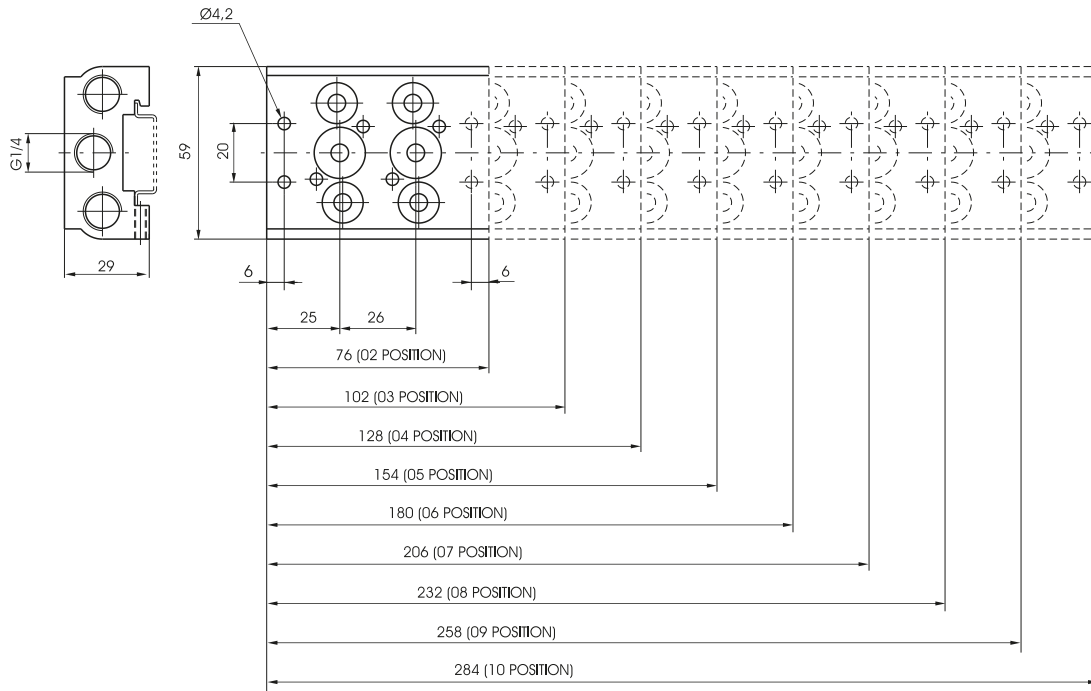 Ø4,2
G1/4
59
20
29
6
6
25
26
76 (02 POSITION)
102 (03 POSITION)
128 (04 POSITION)
154 (05 POSITION)
180 (06 POSITION)
206 (07 POSITION)
232 (08 POSITION)
258 (09 POSITION)
284 (10 POSITION)